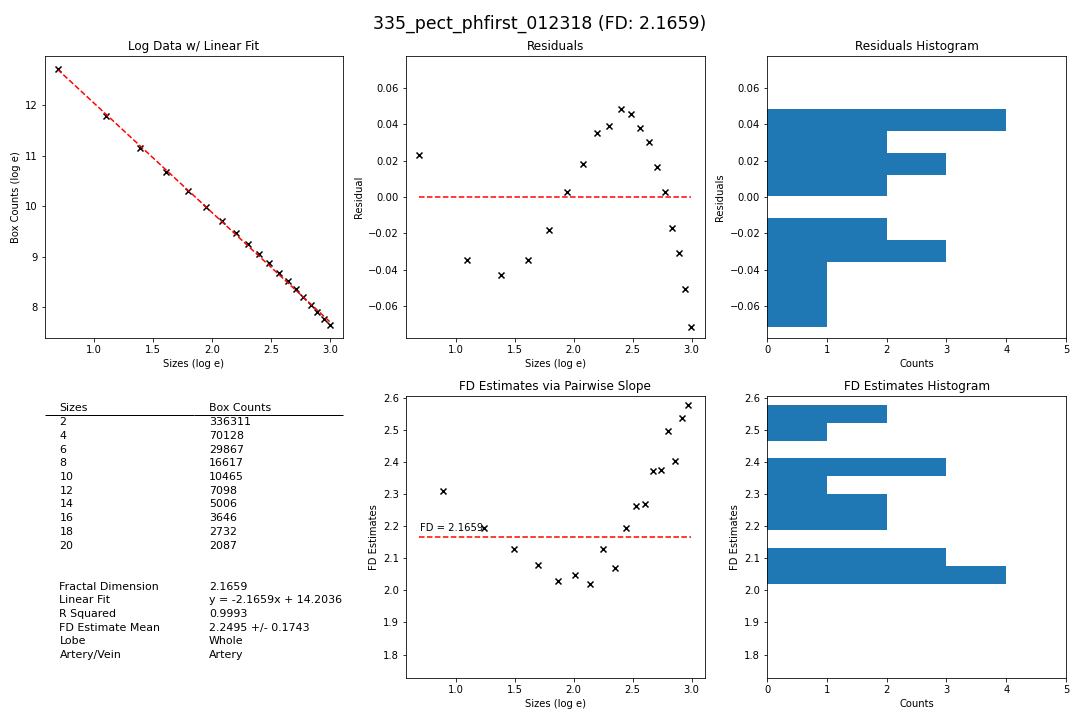 335_pect_phfirst_012318 (FD: 2.1659)
Log Data w/ Linear Fit
Box Counts (log e)
12
11
10
9
8
1.0 1.5 2.0 2.5 3.0
Sizes (log e)
Residuals
Residual
0.06
0.04
0.02
0.00
−0.02
−0.04
−0.06
1.0 1.5 2.0 2.5 3.0
Sizes (log e)
Residuals Histogram
Residuals
0.06
0.04
0.02
0.00
−0.02
−0.04
−0.06
0 1 2 3 4 5
Counts
Sizes Box Counts
2 336311
4 70128
6 29867
8 16617
10 10465
12 7098
14 5006
16 3646
18 2732
20 2087
Fractal Dimension 2.1659
Linear Fit y = -2.1659x + 14.2036
R Squared 0.9993
FD Estimate Mean 2.2495 +/- 0.1743
Lobe Whole
Artery/Vein Artery
FD Estimates via Pairwise Slope
FD Estimates
2.6
2.5
2.4
2.3
2.2
2.1
2.0
1.9
1.8
FD = 2.1659
1.0 1.5 2.0 2.5 3.0
Sizes (log e)
FD Estimates Histogram
FD Estimates
2.6
2.5
2.4
2.3
2.2
2.1
2.0
1.9
1.8
0 1 2 3 4 5
Counts